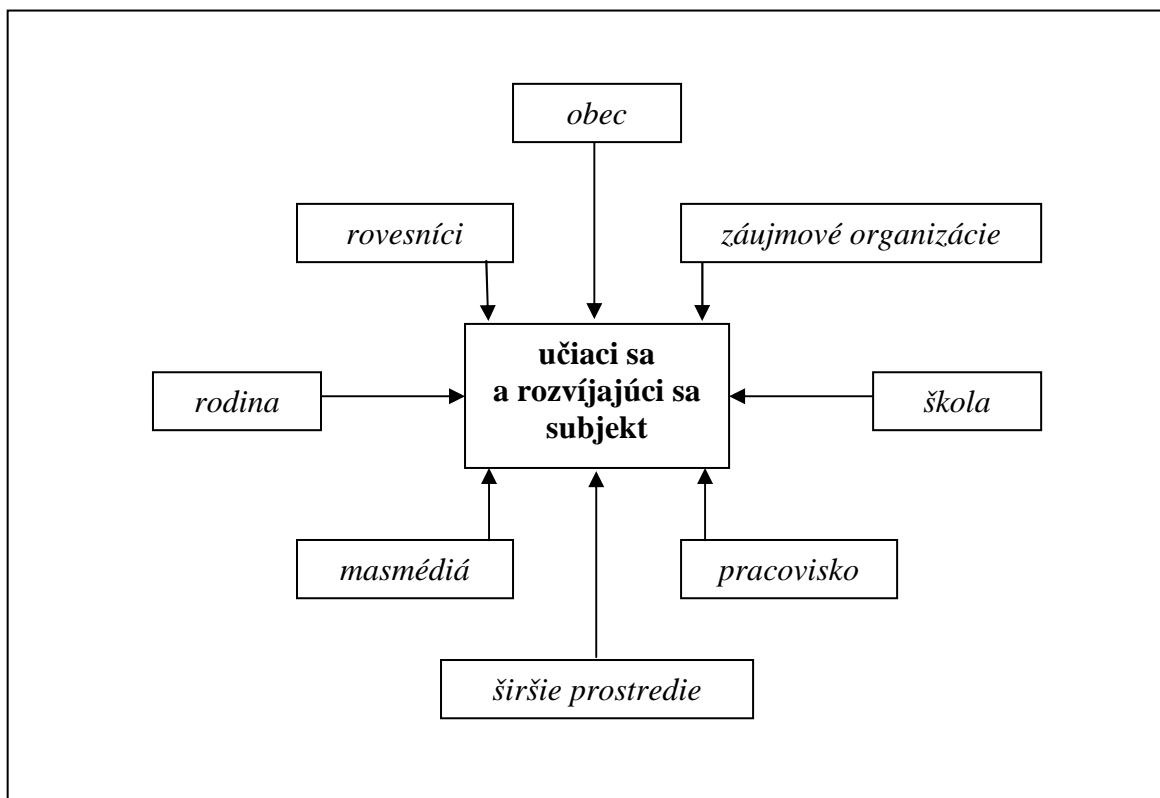 obec
rovesníci
záujmové organizácie
učiaci sa
a rozvíjajúci sa
subjekt
rodina
škola
masmédiá
pracovisko
širšie prostredie